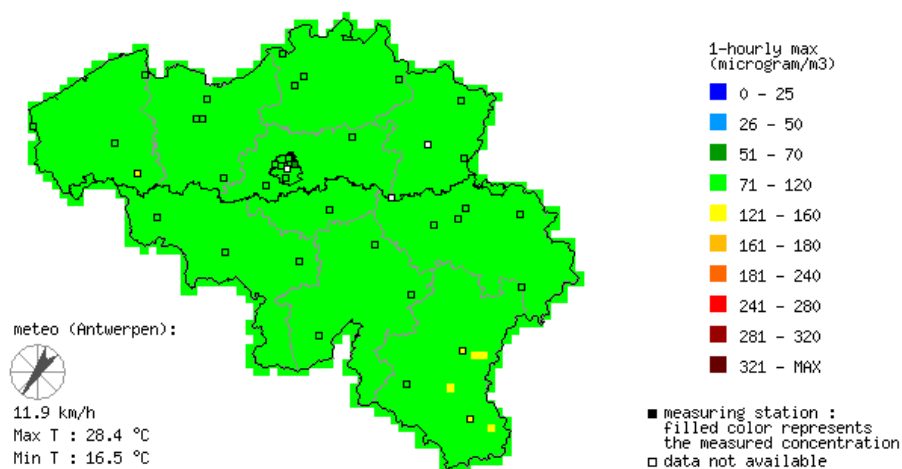 1-hourly max
(microgram/m3)
0 - 25
26 - 50
51 - 70
71 - 120
121 - 160
161 - 180
181 - 240
241 - 280
281 - 320
321 - MAX
meteo (Antwerpen):
11.9 km/h
Max T : 28.4 °C
Min T : 16.5 °C
measuring station :
filled color represents
the measured concentration
data not available